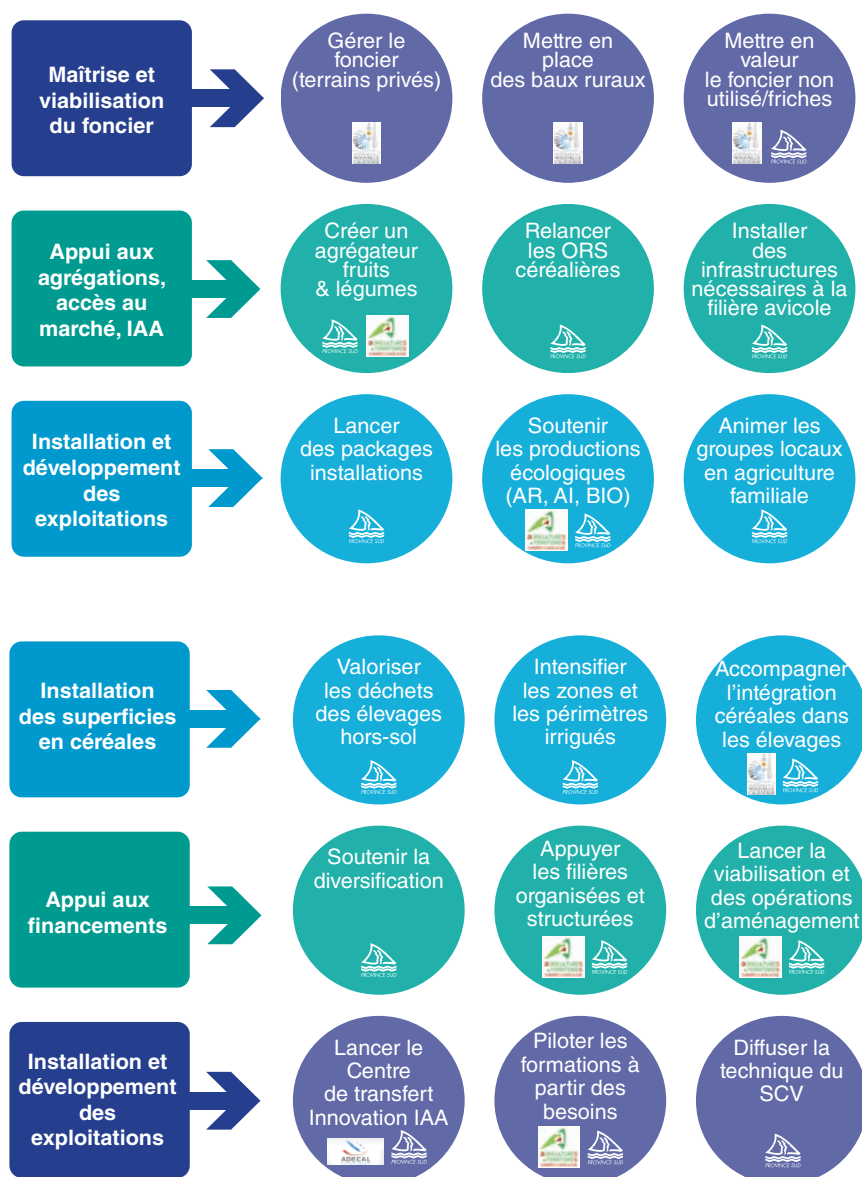 Maîtrise et
viabilisation
du foncier
Gérer le
foncier
(terrains privés)
Mettre en
place
des baux ruraux
Mettre en
valeur
le foncier non
utilisé/friches
PROVINCE SUD
Appui aux
agrégations,
accès au
marché, IAA
Créer un
agrégateur
fruits
& légumes
PROVINCE SUD
Relancer
les ORS
céréalières
PROVINCE SUD
Installer
des
infrastructures
nécessaires à la
filière avicole
PROVINCE SUD
Installation et
développement
des
exploitations
Lancer
des packages
installations
PROVINCE SUD
Soutenir
les productions
écologiques
(AR, AI, BIO)
PROVINCE SUD
Animer les
groupes locaux
en agriculture
familiale
PROVINCE SUD
Installation
des superficies
en céréales
Valoriser
les déchets
des élevages
hors-sol
PROVINCE SUD
Intensifier
les zones et
les périmètres
irrigués
PROVINCE SUD
Accompagner
l’intégration
céréales dans
les élevages
PROVINCE SUD
Appui aux
financements
Soutenir la
diversification
PROVINCE SUD
Appuyer
les filières
organisées et
structurées
PROVINCE SUD
Lancer la
viabilisation et
des opérations
d’aménagement
PROVINCE SUD
Installation et
développement
des
exploitations
Lancer le
Centre
de transfert
Innovation IAA
ADECAL
PROVINCE SUD
Piloter les
formations à
partir des
besoins
PROVINCE SUD
Diffuser la
technique du
SCV
PROVINCE SUD